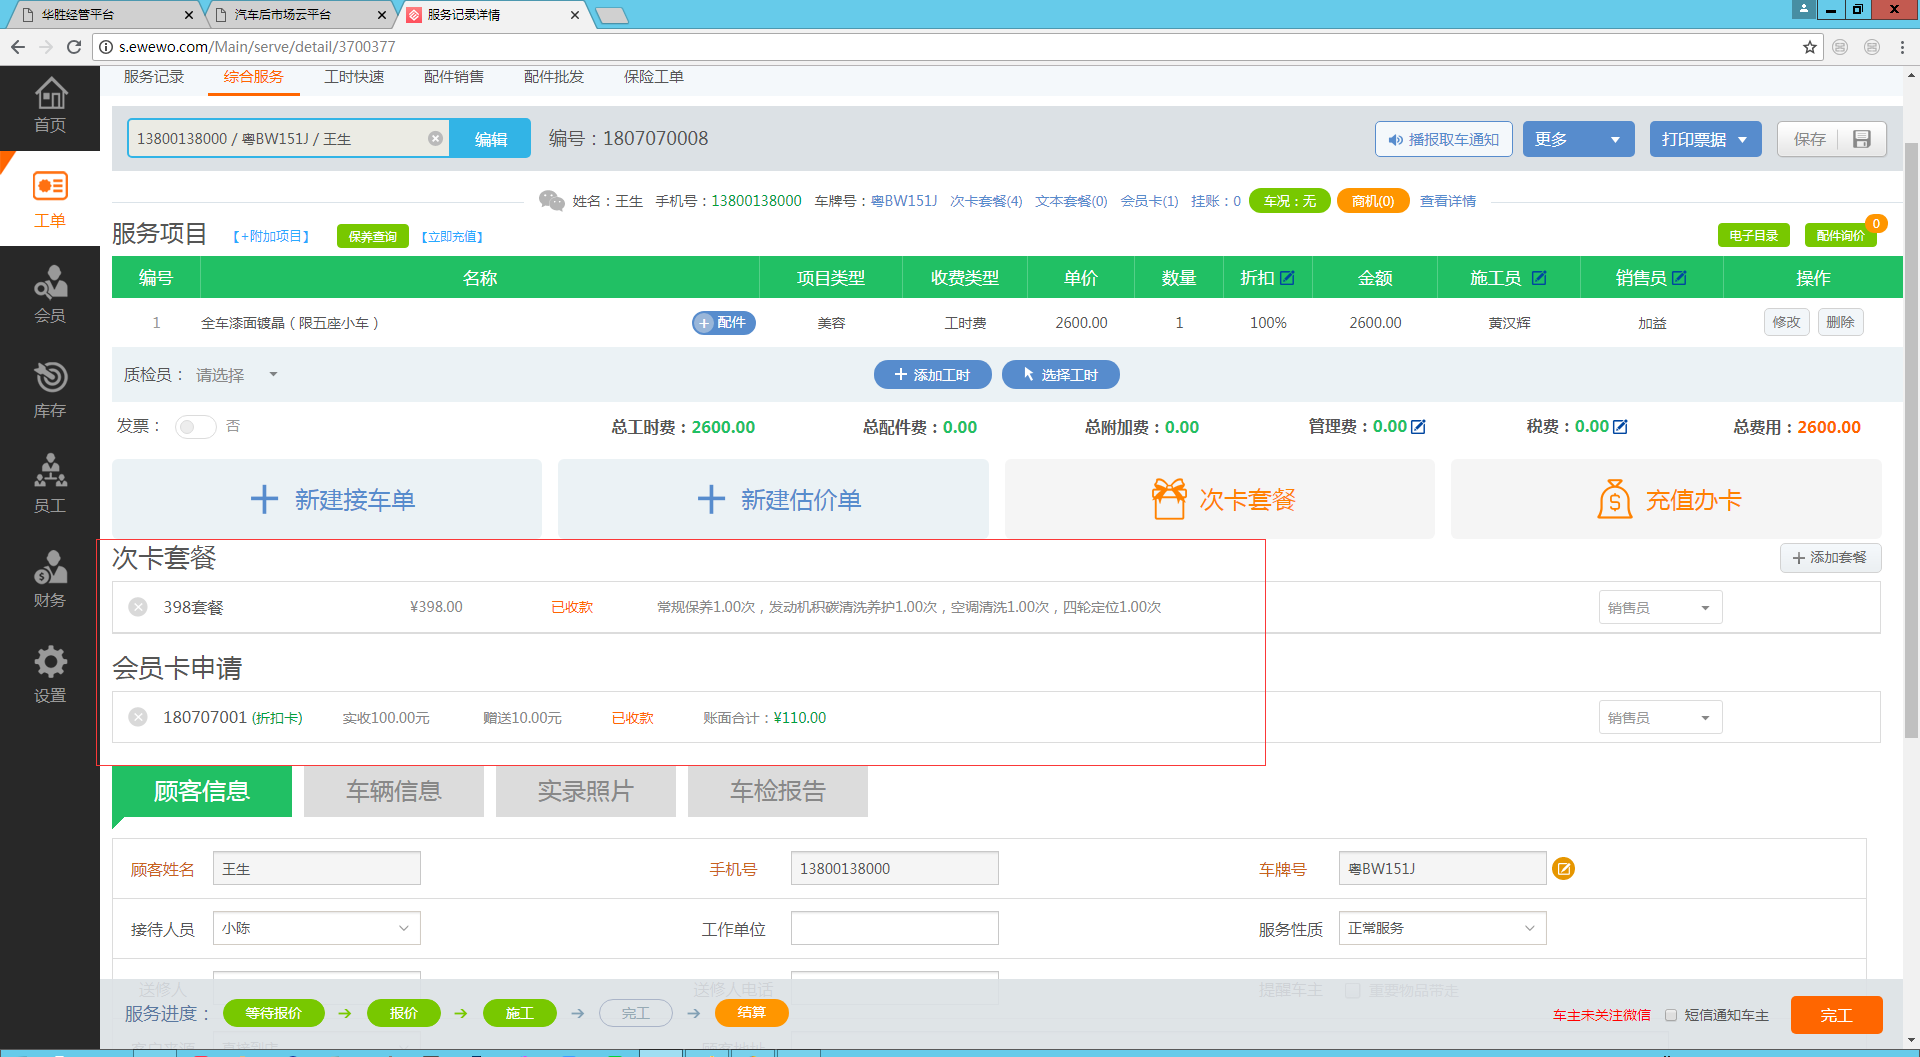 华胜经管平台
汽车后市场云平台
服务记录详情
s.ewewo.com/Main/serve/detail/3700377
服务记录 综合服务 工时快速 配件销售 配件批发 保险工单
首页
工单
会员
库存
员工
财务
设置
13800138000 / 粤BW151J / 王生 编辑 编号：1807070008 播报取车通知 更多 打印票据 保存
姓名：王生 手机号：13800138000 车牌号：粤BW151J 次卡套餐(4) 文本套餐(0) 会员卡(1) 挂账：0 车况：无 商机(0) 查看详情
服务项目 【+附加项目】 保养查询 【立即充值】 电子目录 配件询价 0
编号 名称 项目类型 收费类型 单价 数量 折扣 金额 施工员 销售员 操作
1 全车漆面镀晶（限五座小车） + 配件 美容 工时费 2600.00 1 100% 2600.00 黄汉辉 加益 修改 删除
质检员： 请选择 + 添加工时 选择工时
发票： 否 总工时费：2600.00 总配件费：0.00 总附加费：0.00 管理费：0.00 税费：0.00 总费用：2600.00
+ 新建接车单 + 新建估价单 次卡套餐 充值办卡
次卡套餐 + 添加套餐
398套餐 ¥398.00 已收款 常规保养1.00次，发动机积碳清洗养护1.00次，空调清洗1.00次，四轮定位1.00次 销售员
会员卡申请
180707001 (折扣卡) 实收100.00元 赠送10.00元 已收款 账面合计：¥110.00 销售员
顾客信息 车辆信息 实录照片 车检报告
顾客姓名 王生 手机号 13800138000 车牌号 粤BW151J
接待人员 小陈 工作单位 服务性质 正常服务
送修人 送修人电话 提醒车主 重要物品带走
服务进度： 等待报价 → 报价 → 施工 → 完工 → 结算 车主未关注微信 短信通知车主 完工